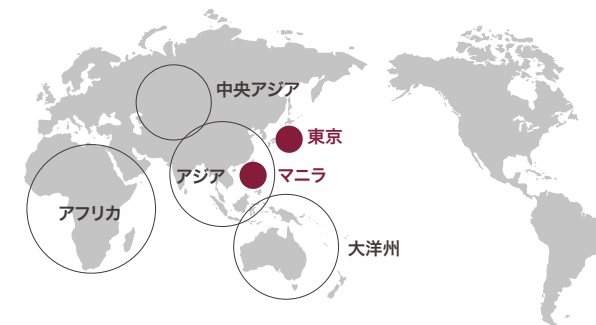 中央アジア
東京
アジア
マニラ
アフリカ
大洋州